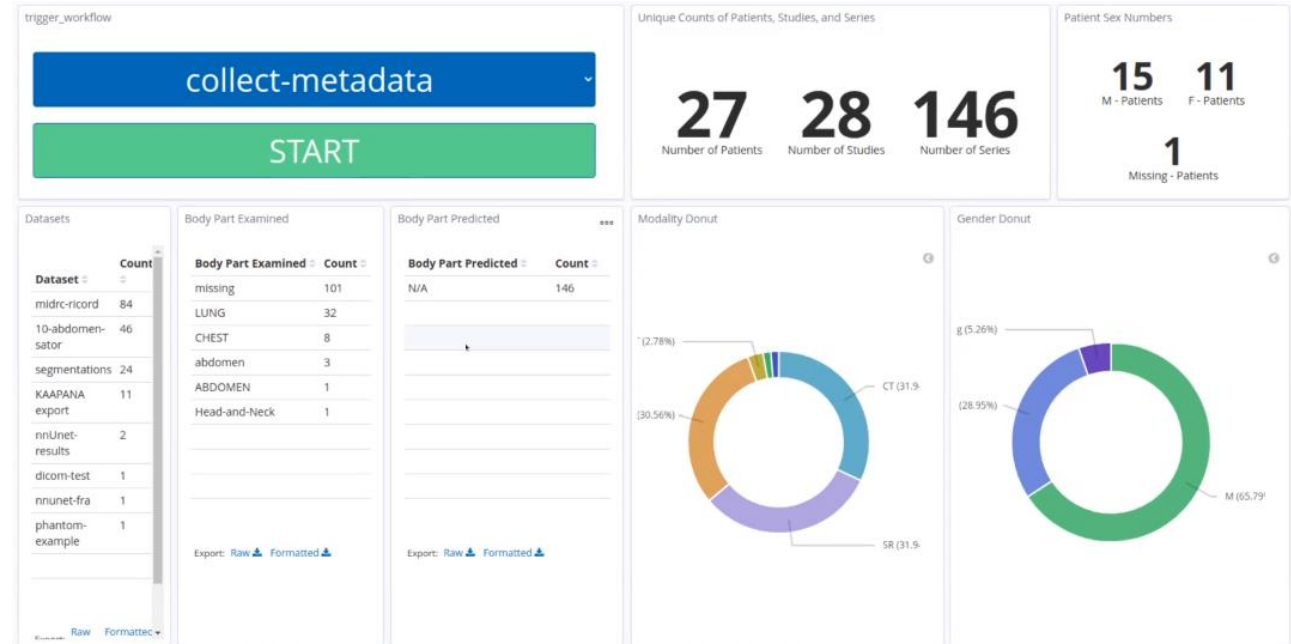 trigger_workflow
collect-metadata
START
Unique Counts of Patients, Studies, and Series
27 28 146
Number of Patients Number of Studies Number of Series
Patient Sex Numbers
15 11
M - Patients F - Patients
1
Missing - Patients
Datasets
Dataset Count
midrc-ricord 84
10-abdomen- 46
sator
segmentations 24
KAAPANA 11
export
nnUnet- 2
results
dicom-test 1
nnunet-fra 1
phantom- 1
example
Raw Formattec
Body Part Examined
Body Part Examined Count
missing 101
LUNG 32
CHEST 8
abdomen 3
ABDOMEN 1
Head-and-Neck 1
Export: Raw Formatted
Body Part Predicted
Body Part Predicted Count
N/A 146
Export: Raw Formatted
Modality Donut
(2.78%)
CT (31.9
30.56%)
SR (31.9
Gender Donut
g (5.26%)
(28.95%)
M (65.79